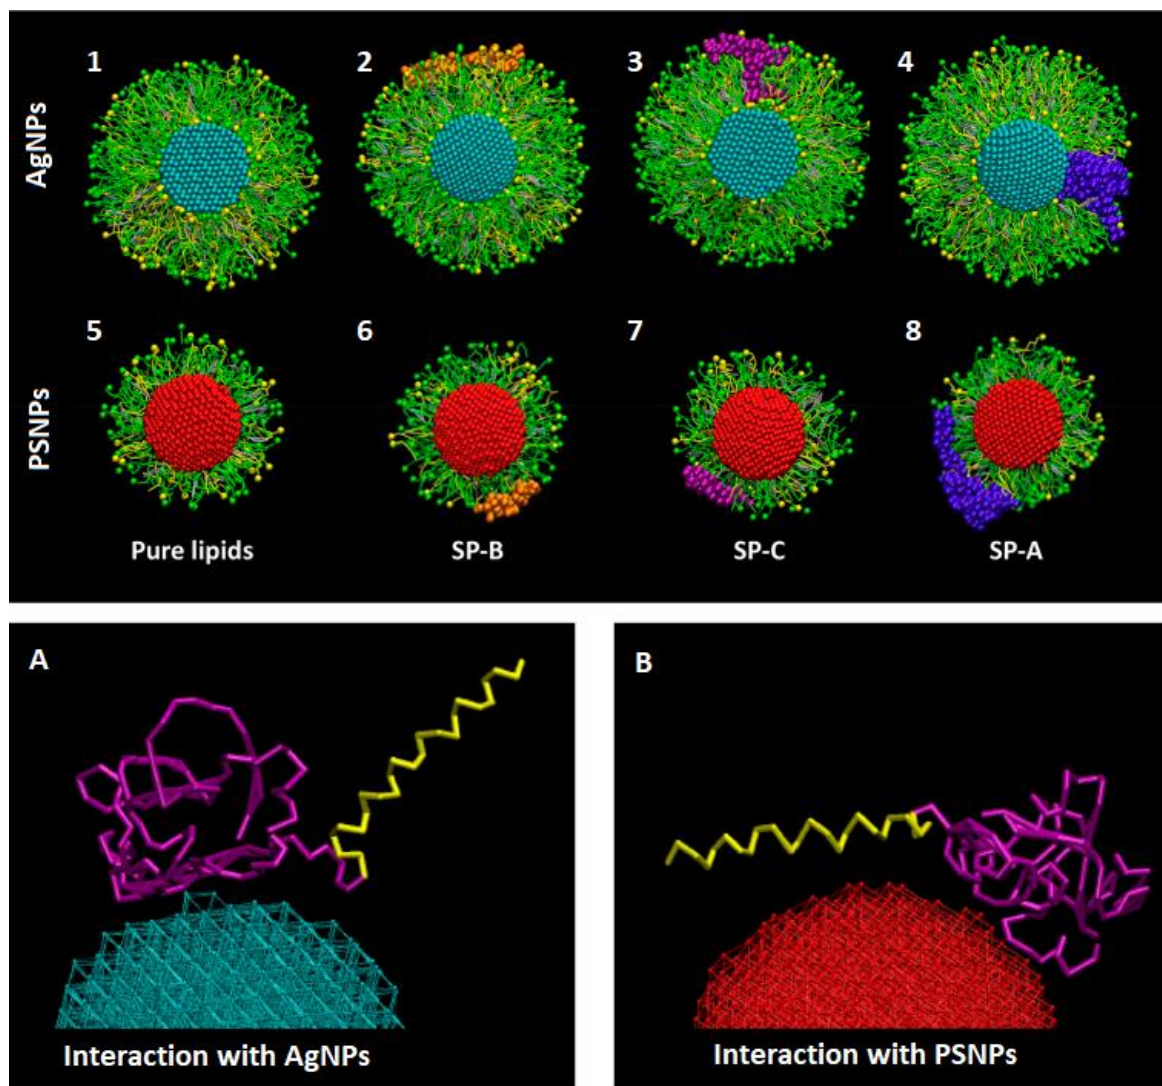 1 2 3 4
AgNPs
5 6 7 8
PSNPs
Pure lipids SP-B SP-C SP-A
A
Interaction with AgNPs
B
Interaction with PSNPs